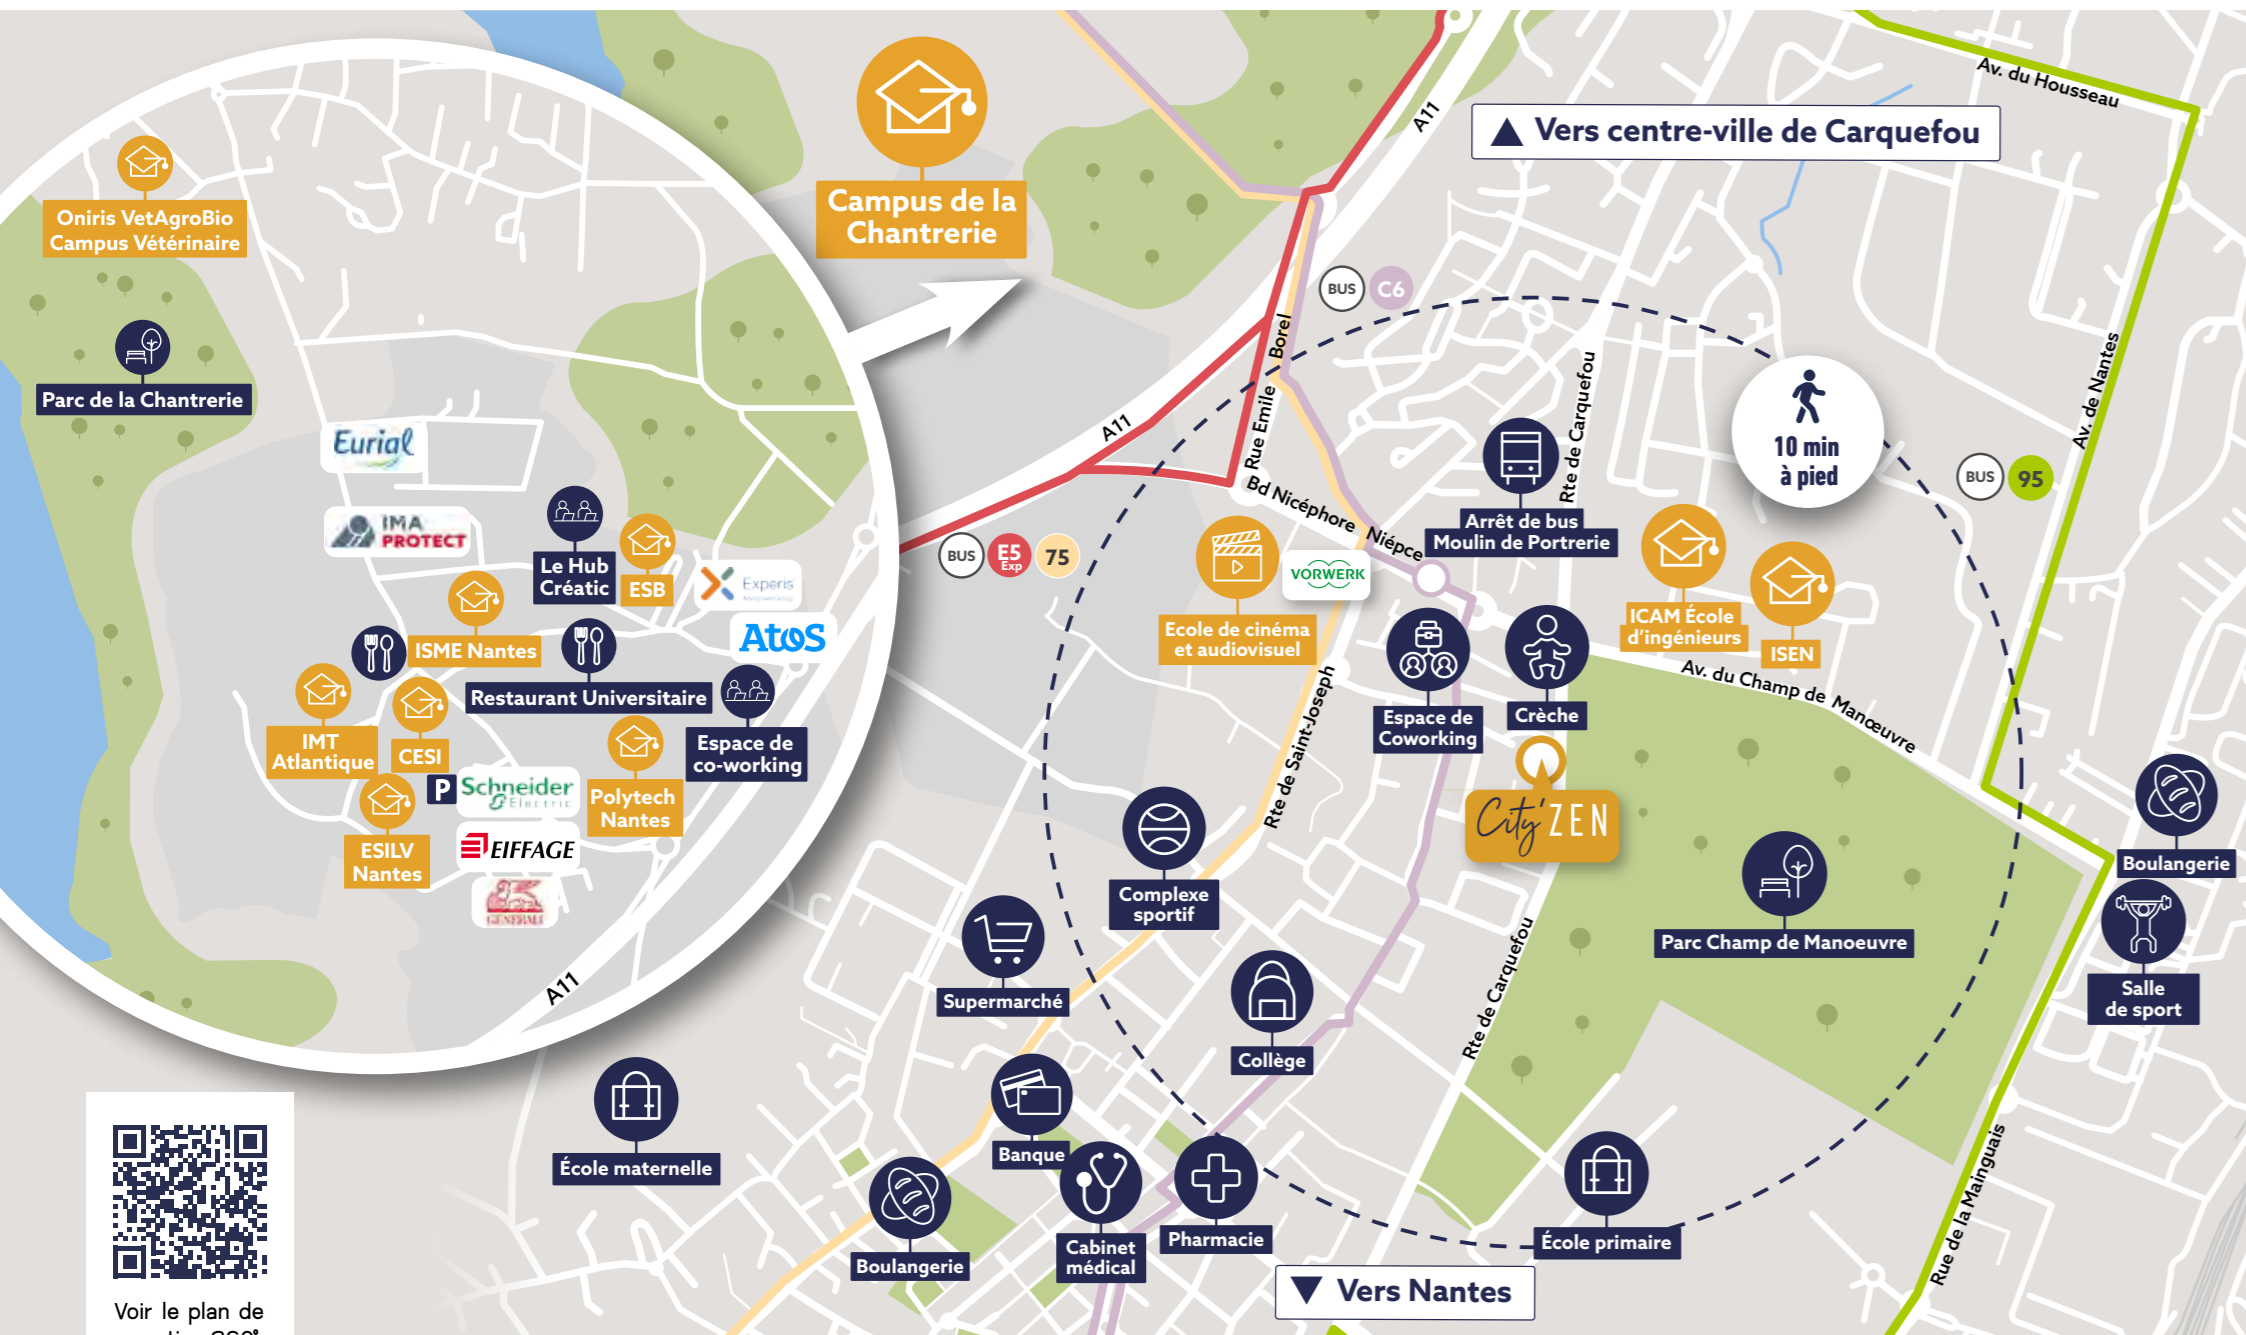 Oniris VetAgroBio
Campus Vétérinaire
Parc de la Chantrerie
Eurial
IMA
PROTECT
Le Hub
Créatic
ESB
Experis
ISME Nantes
Atos
Restaurant Universitaire
IMT
Atlantique
CESI
Espace de
co-working
P
Schneider
Electric
Polytech
Nantes
ESILV
Nantes
EIFFAGE
GENERALI
A11
Campus de la
Chantrerie
A11
Vers centre-ville de Carquefou
Av. du Housseau
BUS C6
Rue Emile Borel
A11
Bd Nicéphore Niépce
Rte de Carquefou
10 min
à pied
Av. de Nantes
BUS 95
BUS E5 Exp 75
Arrêt de bus
Moulin de Portrerie
VORWERK
Ecole de cinéma
et audiovisuel
ICAM École
d'ingénieurs
ISEN
Av. du Champ de Manœuvre
Espace de
Coworking
Crèche
Rte de Saint-Joseph
City'ZEN
Complexe
sportif
Boulangerie
Parc Champ de Manoeuvre
Salle
de sport
Supermarché
Rte de Carquefou
Collège
Banque
École maternelle
Boulangerie
Cabinet
médical
Pharmacie
École primaire
Rue de la Mainguais
Vers Nantes
Voir le plan de